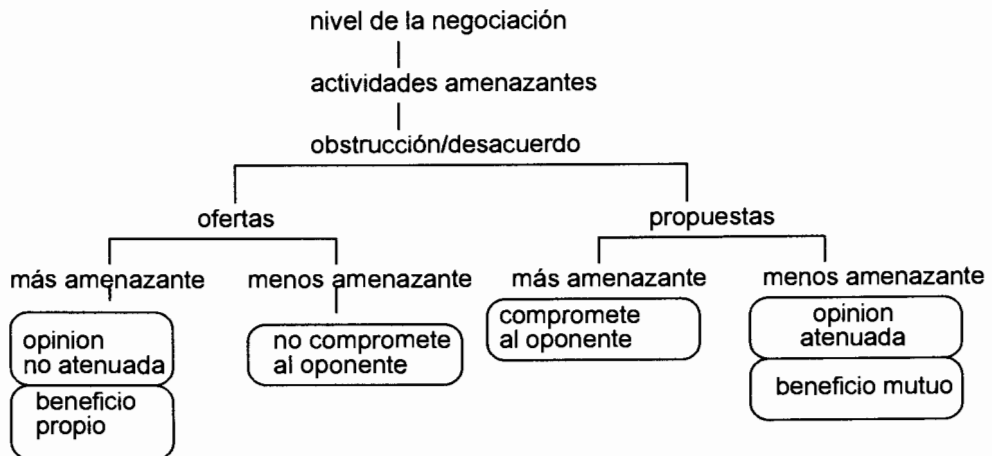 nivel de la negociación
actividades amenazantes
obstrucción/desacuerdo
ofertas
propuestas
más amenazante
menos amenazante
más amenazante
menos amenazante
opinion
no atenuada
beneficio
propio
no compromete
al oponente
compromete
al oponente
opinion
atenuada
beneficio mutuo